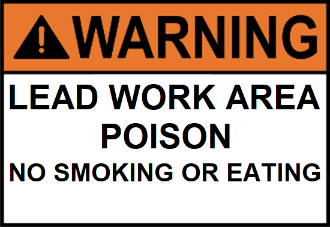 WARNING
LEAD WORK AREA
POISON
NO SMOKING OR EATING